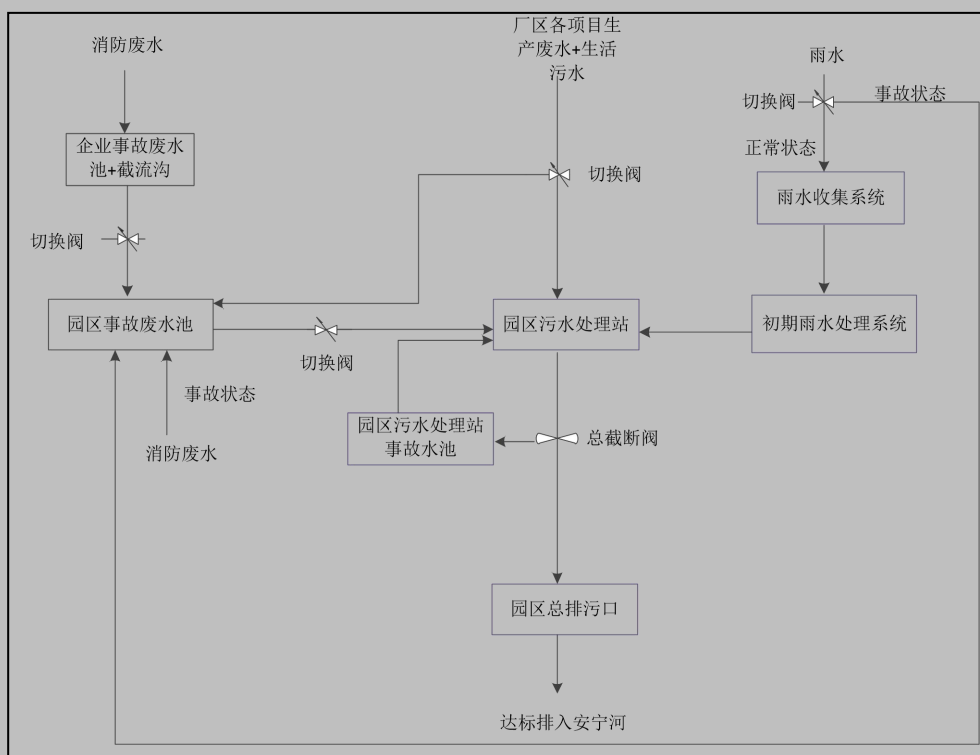 消防废水
厂区各项目生
产废水+生活
污水
雨水
切换阀
事故状态
企业事故废水
池+截流沟
正常状态
切换阀
雨水收集系统
切换阀
园区事故废水池
园区污水处理站
初期雨水处理系统
切换阀
事故状态
园区污水处理站
事故水池
总截断阀
消防废水
园区总排污口
达标排入安宁河